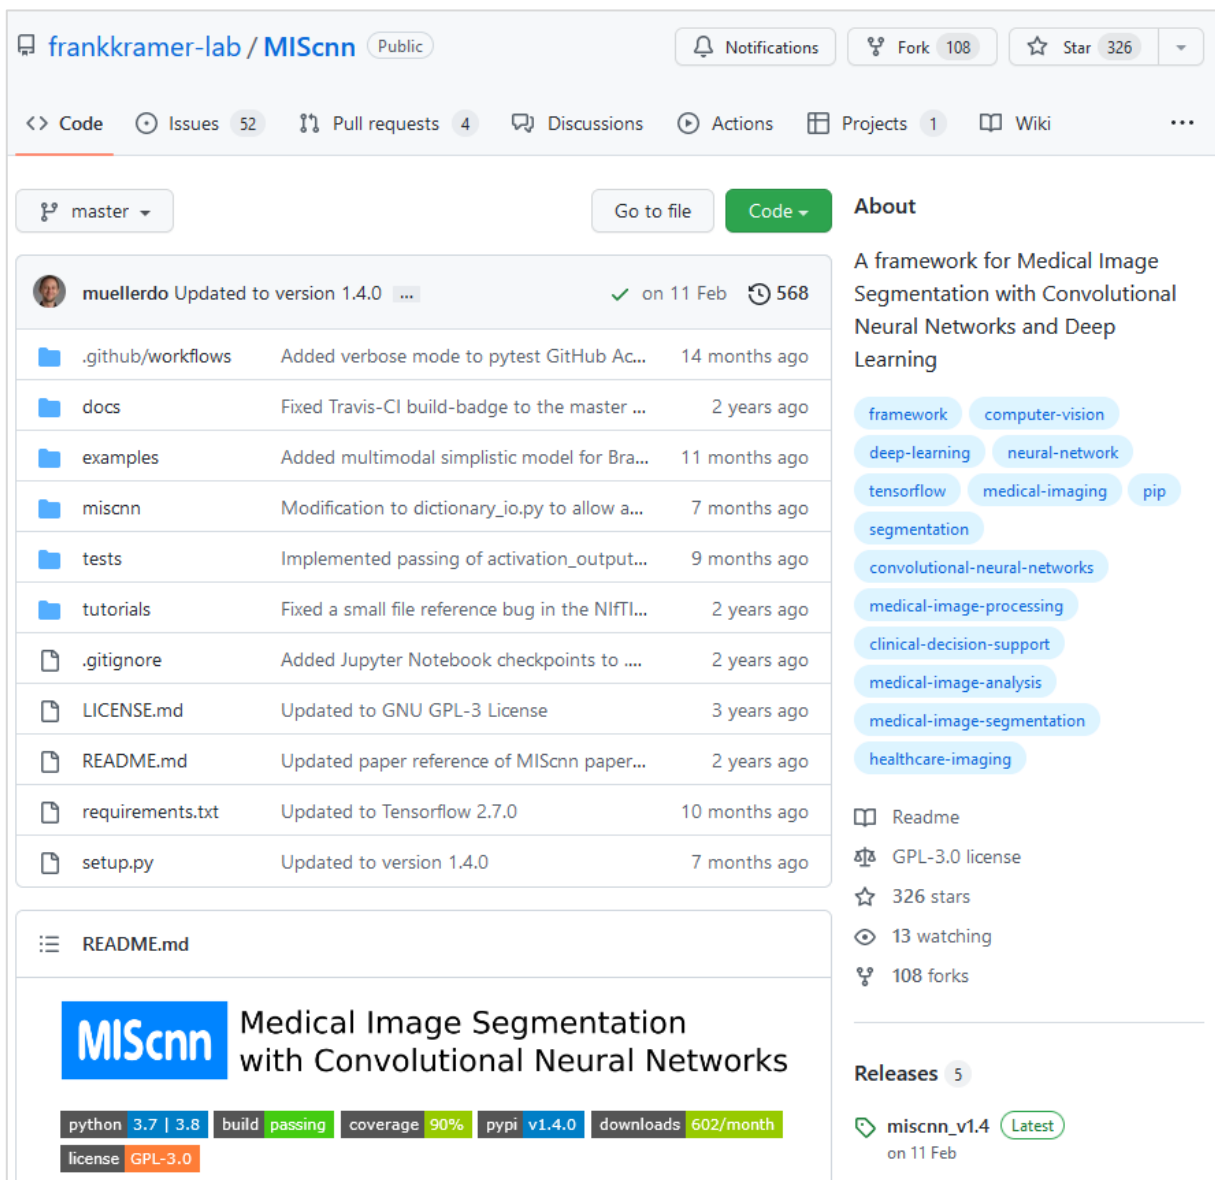 frankkramer-lab / MIScnn Public
Notifications Fork 108 Star 326
Code Issues 52 Pull requests 4 Discussions Actions Projects 1 Wiki ...
master Go to file Code
muellerdo Updated to version 1.4.0 ... on 11 Feb 568
.github/workflows Added verbose mode to pytest GitHub Ac... 14 months ago
docs Fixed Travis-CI build-badge to the master ... 2 years ago
examples Added multimodal simplistic model for Bra... 11 months ago
miscnn Modification to dictionary_io.py to allow a... 7 months ago
tests Implemented passing of activation_output... 9 months ago
tutorials Fixed a small file reference bug in the NIfTI... 2 years ago
.gitignore Added Jupyter Notebook checkpoints to .... 2 years ago
LICENSE.md Updated to GNU GPL-3 License 3 years ago
README.md Updated paper reference of MIScnn paper... 2 years ago
requirements.txt Updated to Tensorflow 2.7.0 10 months ago
setup.py Updated to version 1.4.0 7 months ago
README.md
MIScnn
Medical Image Segmentation
with Convolutional Neural Networks
python 3.7 | 3.8 build passing coverage 90% pypi v1.4.0 downloads 602/month
license GPL-3.0
About
A framework for Medical Image
Segmentation with Convolutional
Neural Networks and Deep
Learning
framework computer-vision
deep-learning neural-network
tensorflow medical-imaging pip
segmentation
convolutional-neural-networks
medical-image-processing
clinical-decision-support
medical-image-analysis
medical-image-segmentation
healthcare-imaging
Readme
GPL-3.0 license
326 stars
13 watching
108 forks
Releases 5
miscnn_v1.4 Latest
on 11 Feb